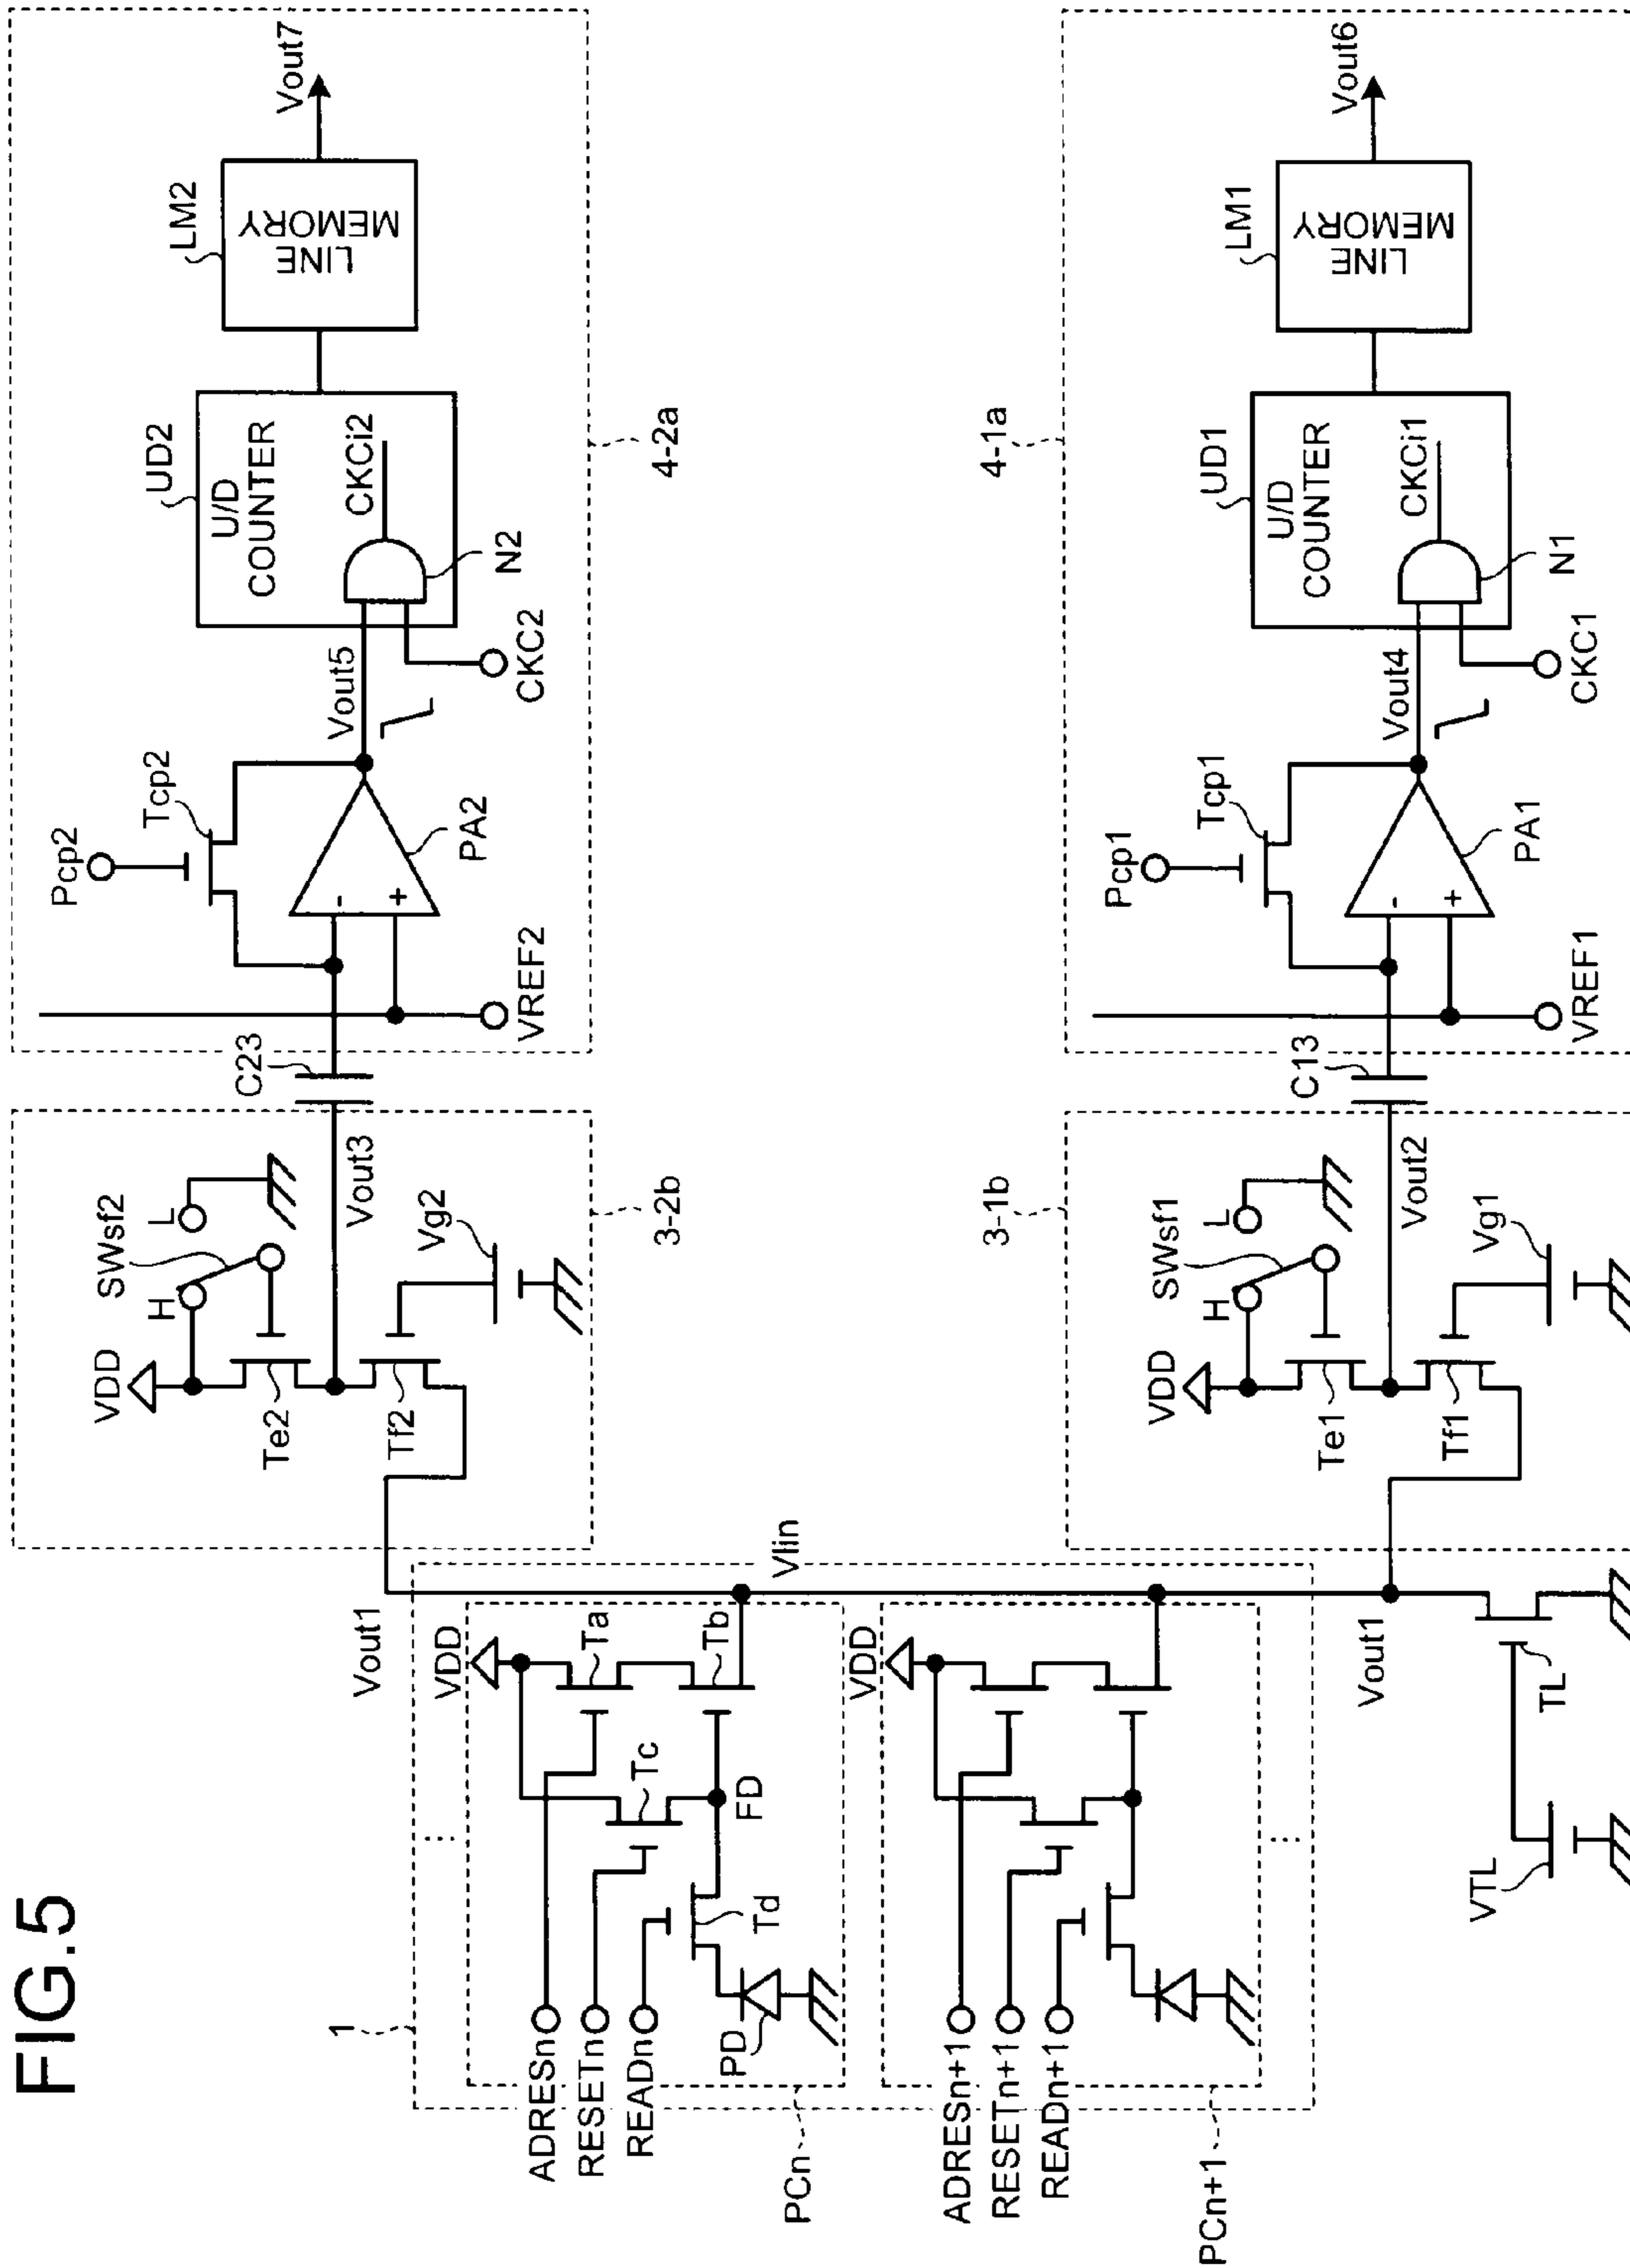 FIG.5
1
ADRESn
RESETn
READn
PD
PCn
VDD
Ta
Tb
Tc
Td
FD
...
Vout1
Vlin
ADRESn+1
RESETn+1
READn+1
PCn+1
VDD
...
Vout1
TL
VTL
VDD
H
L
SWsf2
Te2
Tf2
Vg2
Vout3
3-2b
C23
VDD
H
L
SWsf1
Te1
Tf1
Vg1
Vout2
3-1b
C13
Pcp2
Tcp2
-
+
PA2
VREF2
Vout5
CKC2
UD2
U/D
COUNTER
CKCi2
N2
LM2
LINE
MEMORY
Vout7
4-2a
Pcp1
Tcp1
-
+
PA1
VREF1
Vout4
CKC1
UD1
U/D
COUNTER
CKCi1
N1
LM1
LINE
MEMORY
Vout6
4-1a